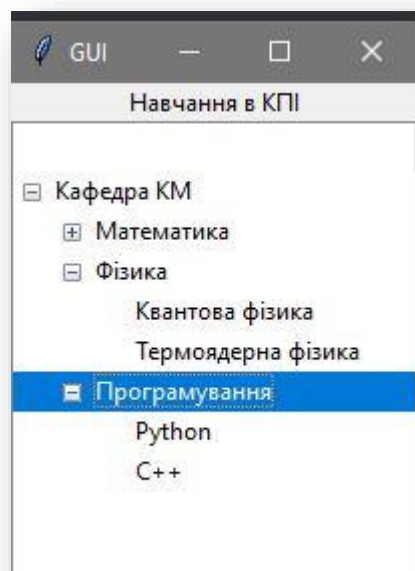 GUI
Навчання в КПІ
Кафедра КМ
Математика
Фізика
Квантова фізика
Термоядерна фізика
Програмування
Python
C++